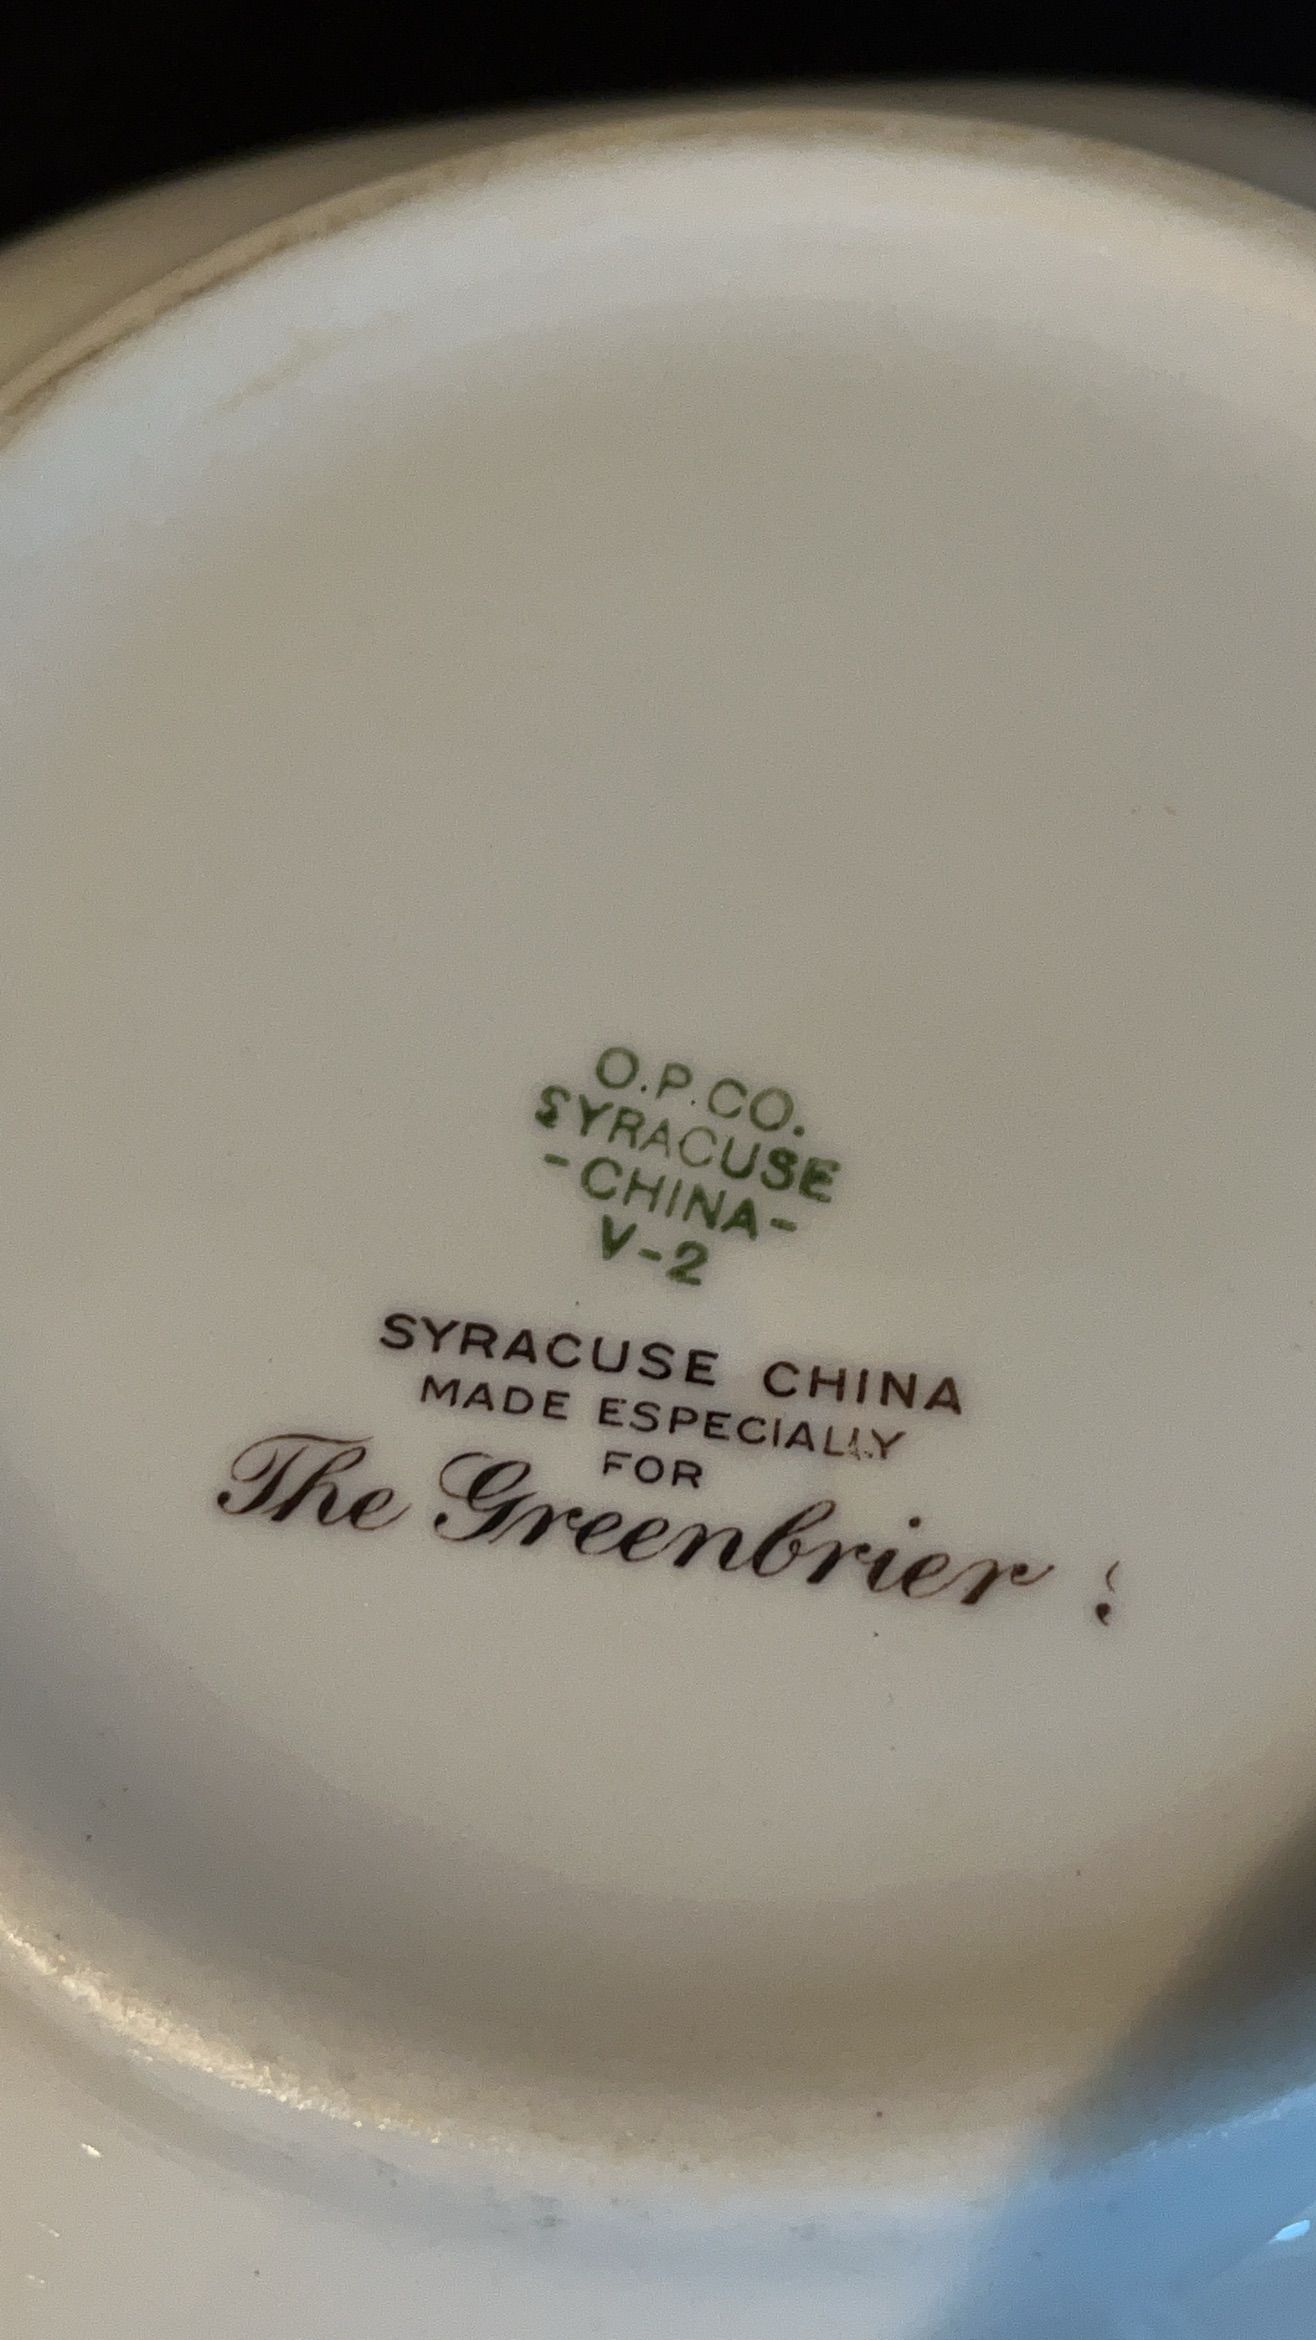 O.P.CO.
SYRACUSE
-CHINA-
V-2
SYRACUSE CHINA
MADE ESPECIALLY
FOR
The Greenbrier